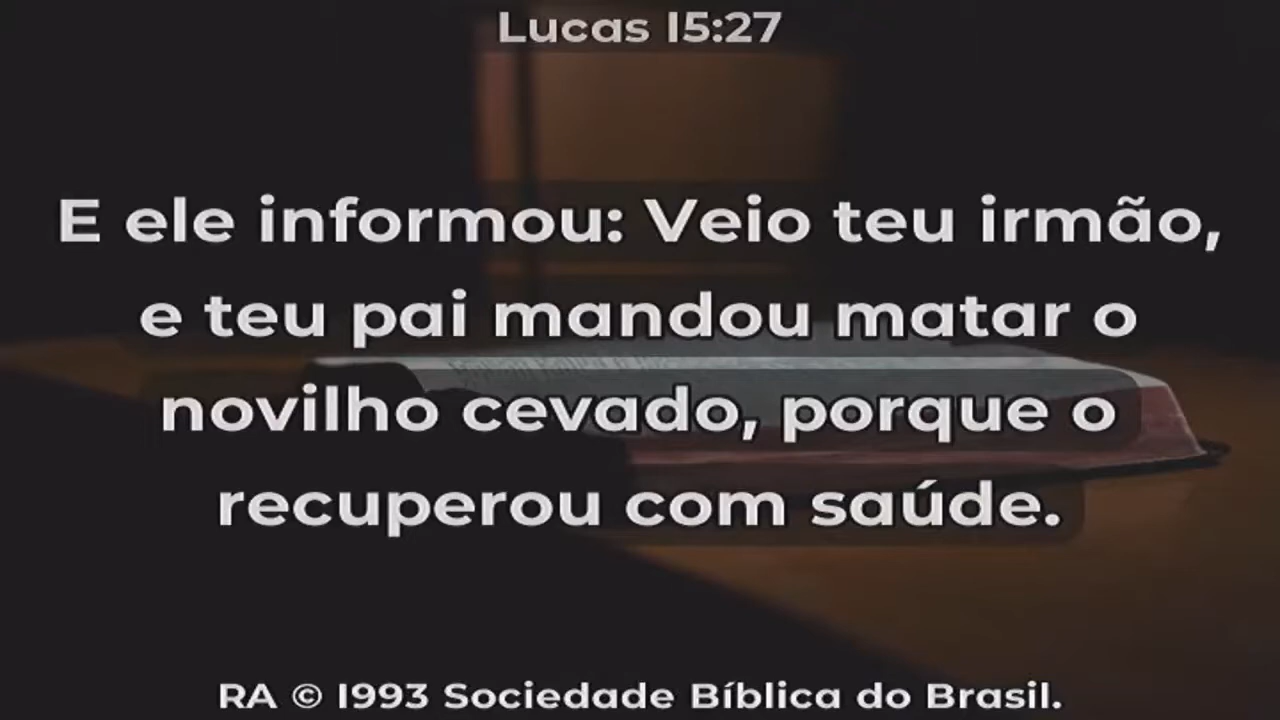 Lucas 15:27
E ele informou: Veio teu irmão,
e teu pai mandou matar o
novilho cevado, porque o
recuperou com saúde.
RA © 1993 Sociedade Bíblica do Brasil.